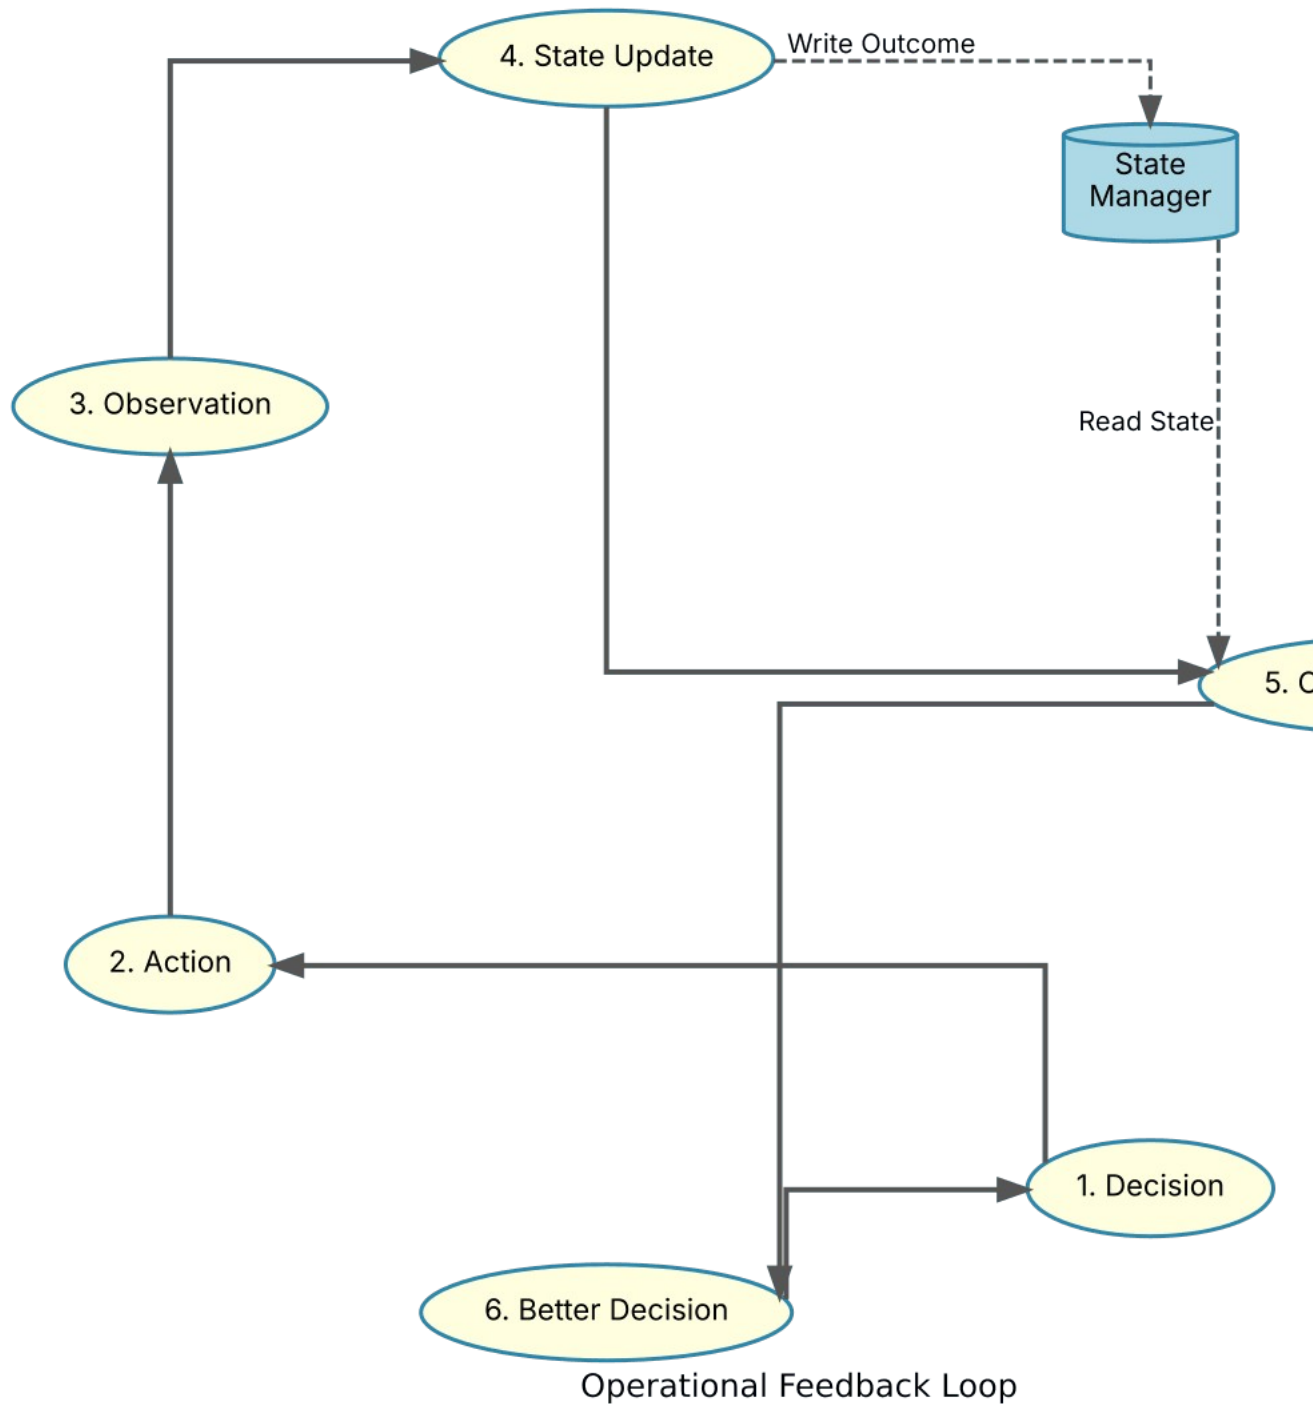 4. State Update
Write Outcome
State
Manager
3. Observation
Read State
5.
2. Action
1. Decision
6. Better Decision
Operational Feedback Loop